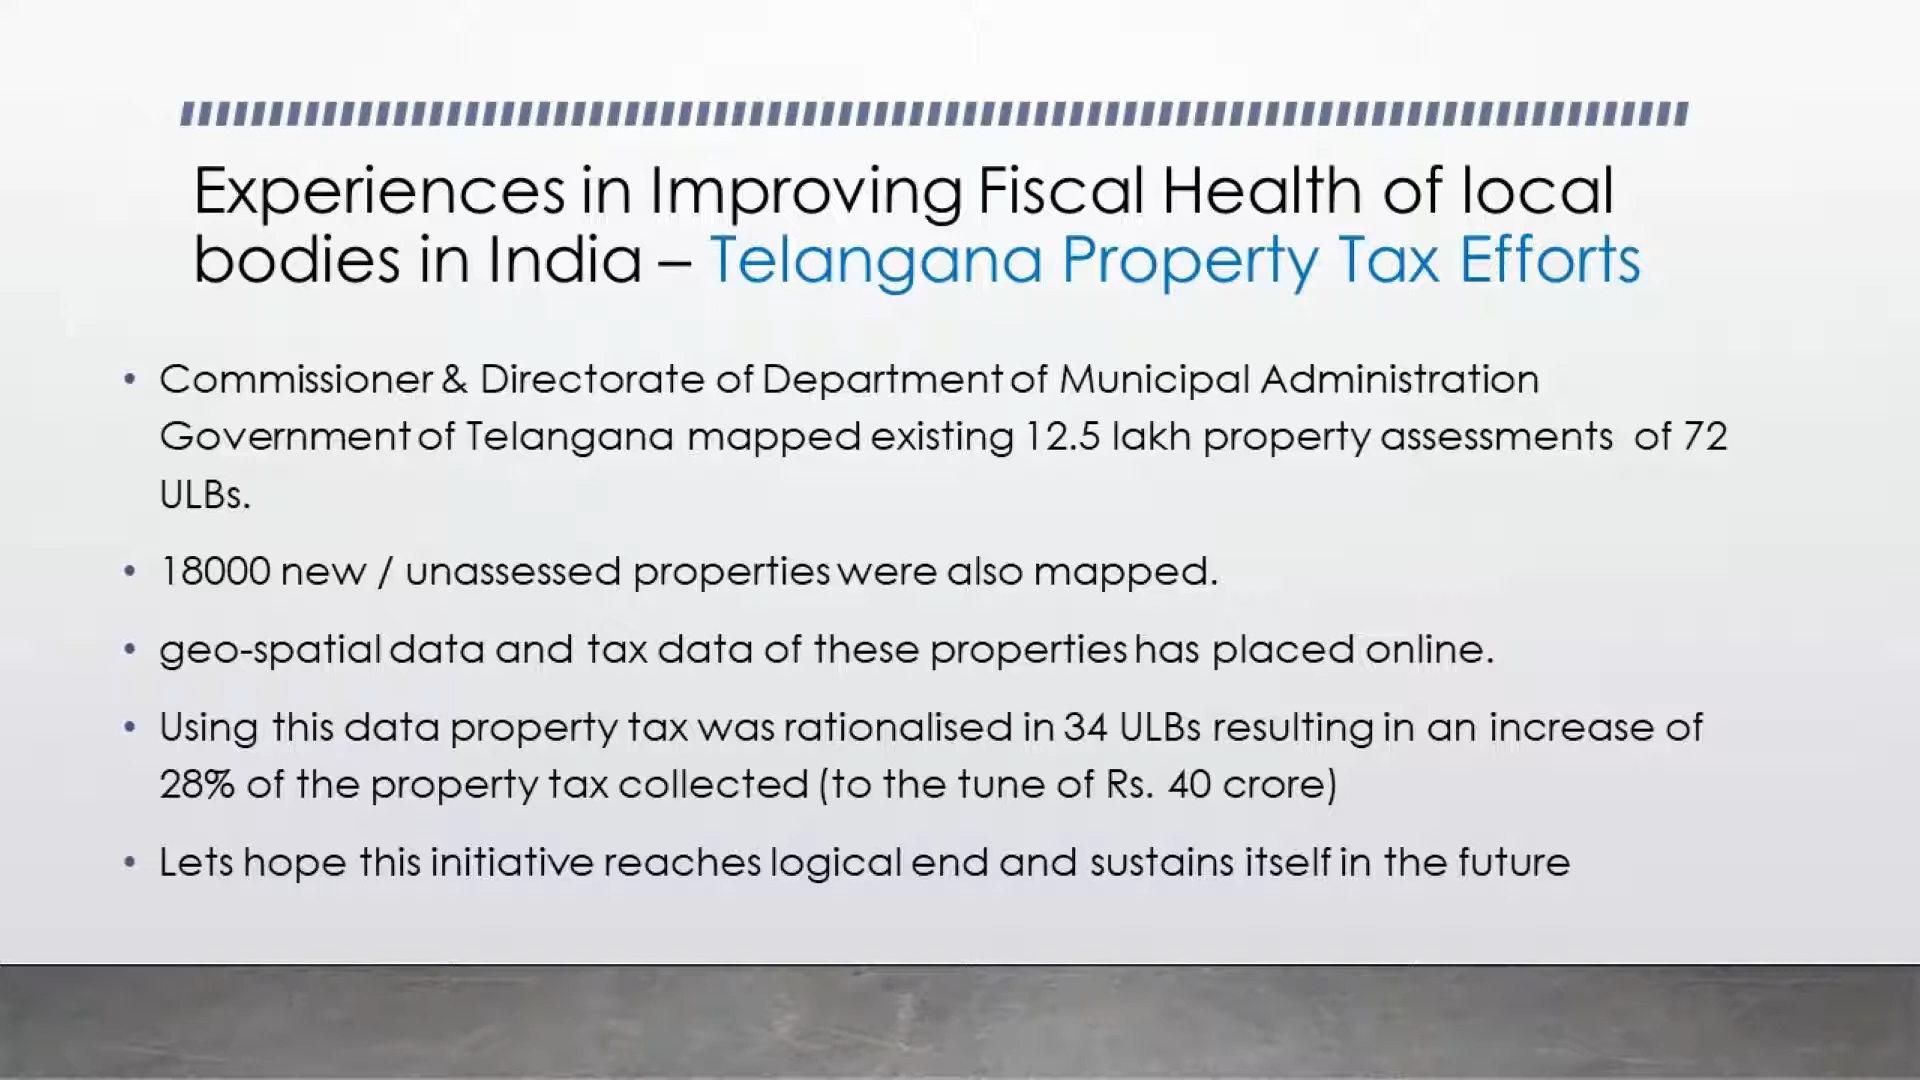 Experiences in Improving Fiscal Health of local
bodies in India – Telangana Property Tax Efforts
• Commissioner & Directorate of Department of Municipal Administration
Government of Telangana mapped existing 12.5 lakh property assessments of 72
ULBs.
• 18000 new / unassessed properties were also mapped.
• geo-spatial data and tax data of these properties has placed online.
• Using this data property tax was rationalised in 34 ULBs resulting in an increase of
28% of the property tax collected (to the tune of Rs. 40 crore)
• Lets hope this initiative reaches logical end and sustains itself in the future